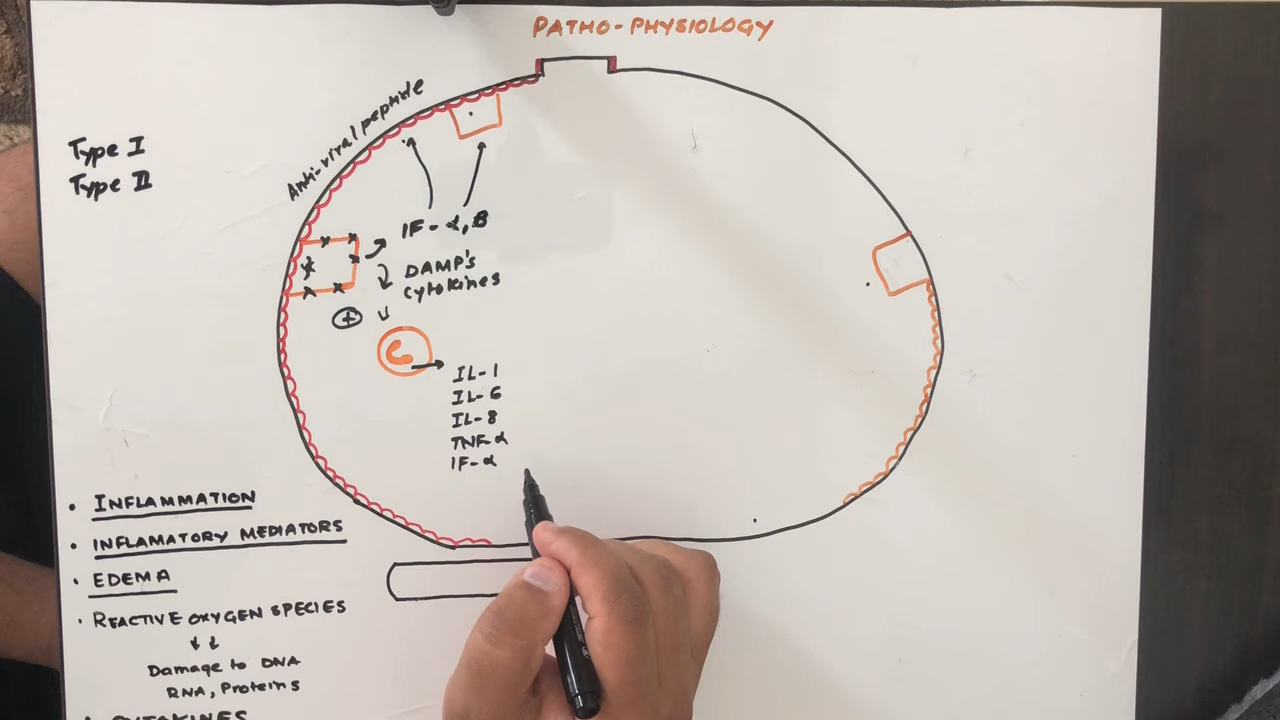 PATHO-PHYSIOLOGY
Anti-viral peptide
Type I
Type II
IF-α,B
DAMP's
Cytokines
+
IL-1
IL-6
IL-8
TNF-α
IF-α
• INFLAMMATION
• INFLAMATORY MEDIATORS
• EDEMA
• REACTIVE OXYGEN SPECIES
Damage to DNA
RNA, Proteins
CYTOKINES